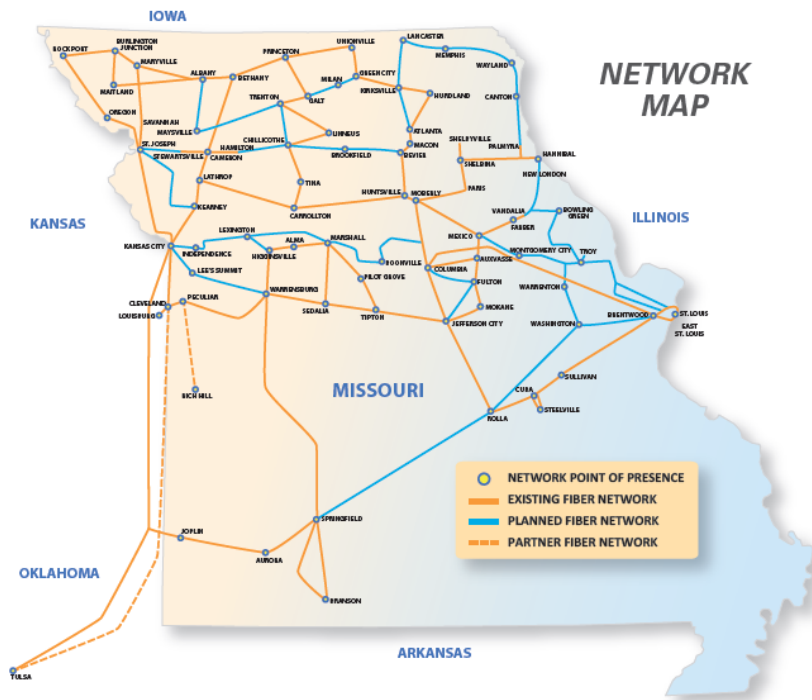 IOWA
NETWORK
MAP
ROCKPORT
BURLINGTON
JUNCTION
MARYVILLE
MAITLAND
OREGON
ALBANY
BETHANY
PRINCETON
UNIONVILLE
LANCASTER
MEMPHIS
WAYLAND
MILAN
GREEN CITY
KIRKSVILLE
HURDLAND
CANTON
GALT
TRENTON
SAVANNAH
MAYSVILLE
ST. JOSEPH
STEWARTSVILLE
HAMILTON
CAMERON
CHILLICOTHE
LINNEUS
BROOKFIELD
ATLANTA
MACON
BEVIER
SHELBYVILLE
SHELBINA
PALMYRA
HANNIBAL
NEW LONDON
LATHROP
KEARNEY
TINA
CARROLLTON
HUNTSVILLE
MOBERLY
PARIS
VANDALIA
FARBER
BOWLING
GREEN
KANSAS
ILLINOIS
KANSAS CITY
INDEPENDENCE
LEXINGTON
HIGGINSVILLE
ALMA
MARSHALL
BOONVILLE
MEXICO
AUXVASSE
MONTGOMERY CITY
TROY
LEE'S SUMMIT
PILOT GROVE
COLUMBIA
FULTON
WARRENTON
CLEVELAND
PECULIAR
LOUISBURG
WARRENSBURG
SEDALIA
TIPTON
MOKANE
JEFFERSON CITY
WASHINGTON
BRENTWOOD
ST. LOUIS
EAST
ST. LOUIS
RICH HILL
MISSOURI
SULLIVAN
CUBA
STEELVILLE
ROLLA
NETWORK POINT OF PRESENCE
EXISTING FIBER NETWORK
PLANNED FIBER NETWORK
PARTNER FIBER NETWORK
SPRINGFIELD
JOPLIN
AURORA
BRANSON
OKLAHOMA
ARKANSAS
TULSA